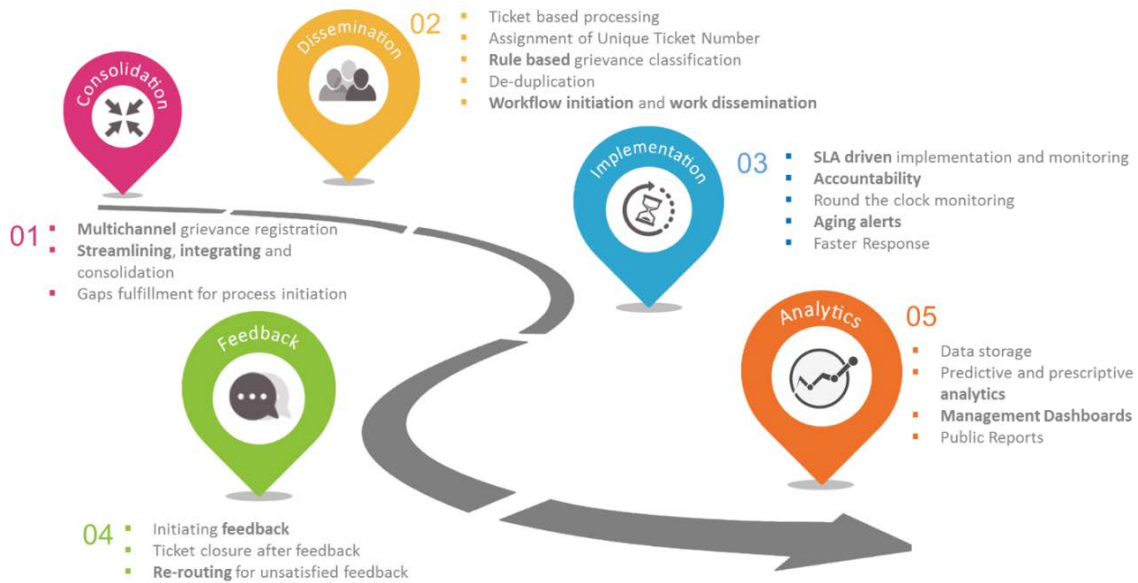 Consolidation
01
▪ Multichannel grievance registration
▪ Streamlining, integrating and
consolidation
▪ Gaps fulfillment for process initiation
Dissemination
02
▪ Ticket based processing
▪ Assignment of Unique Ticket Number
▪ Rule based grievance classification
▪ De-duplication
▪ Workflow initiation and work dissemination
Implementation
03
▪ SLA driven implementation and monitoring
▪ Accountability
▪ Round the clock monitoring
▪ Aging alerts
▪ Faster Response
Feedback
04
▪ Initiating feedback
▪ Ticket closure after feedback
▪ Re-routing for unsatisfied feedback
Analytics
05
▪ Data storage
▪ Predictive and prescriptive
analytics
▪ Management Dashboards
▪ Public Reports